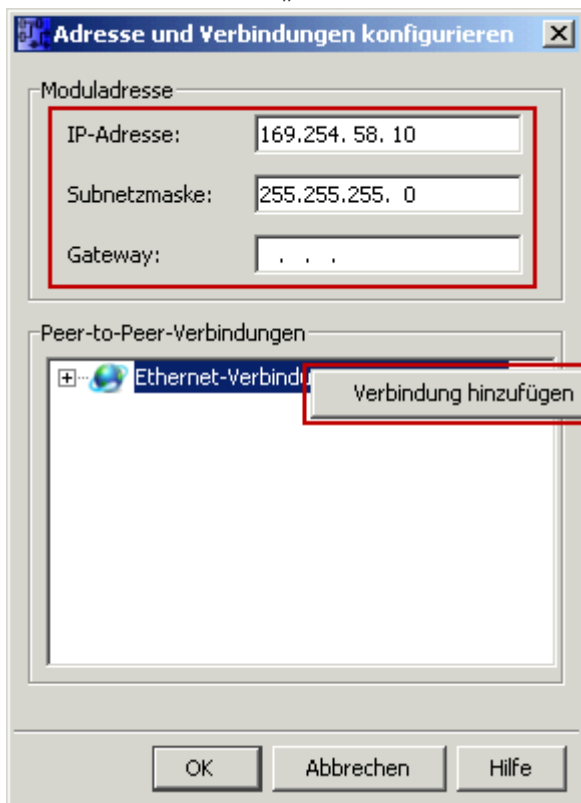 Adresse und Verbindungen konfigurieren
Moduladresse
IP-Adresse: 169.254. 58. 10
Subnetzmaske: 255.255.255. 0
Gateway: . . .
Peer-to-Peer-Verbindungen
Verbindung hinzufügen
OK Abbrechen Hilfe